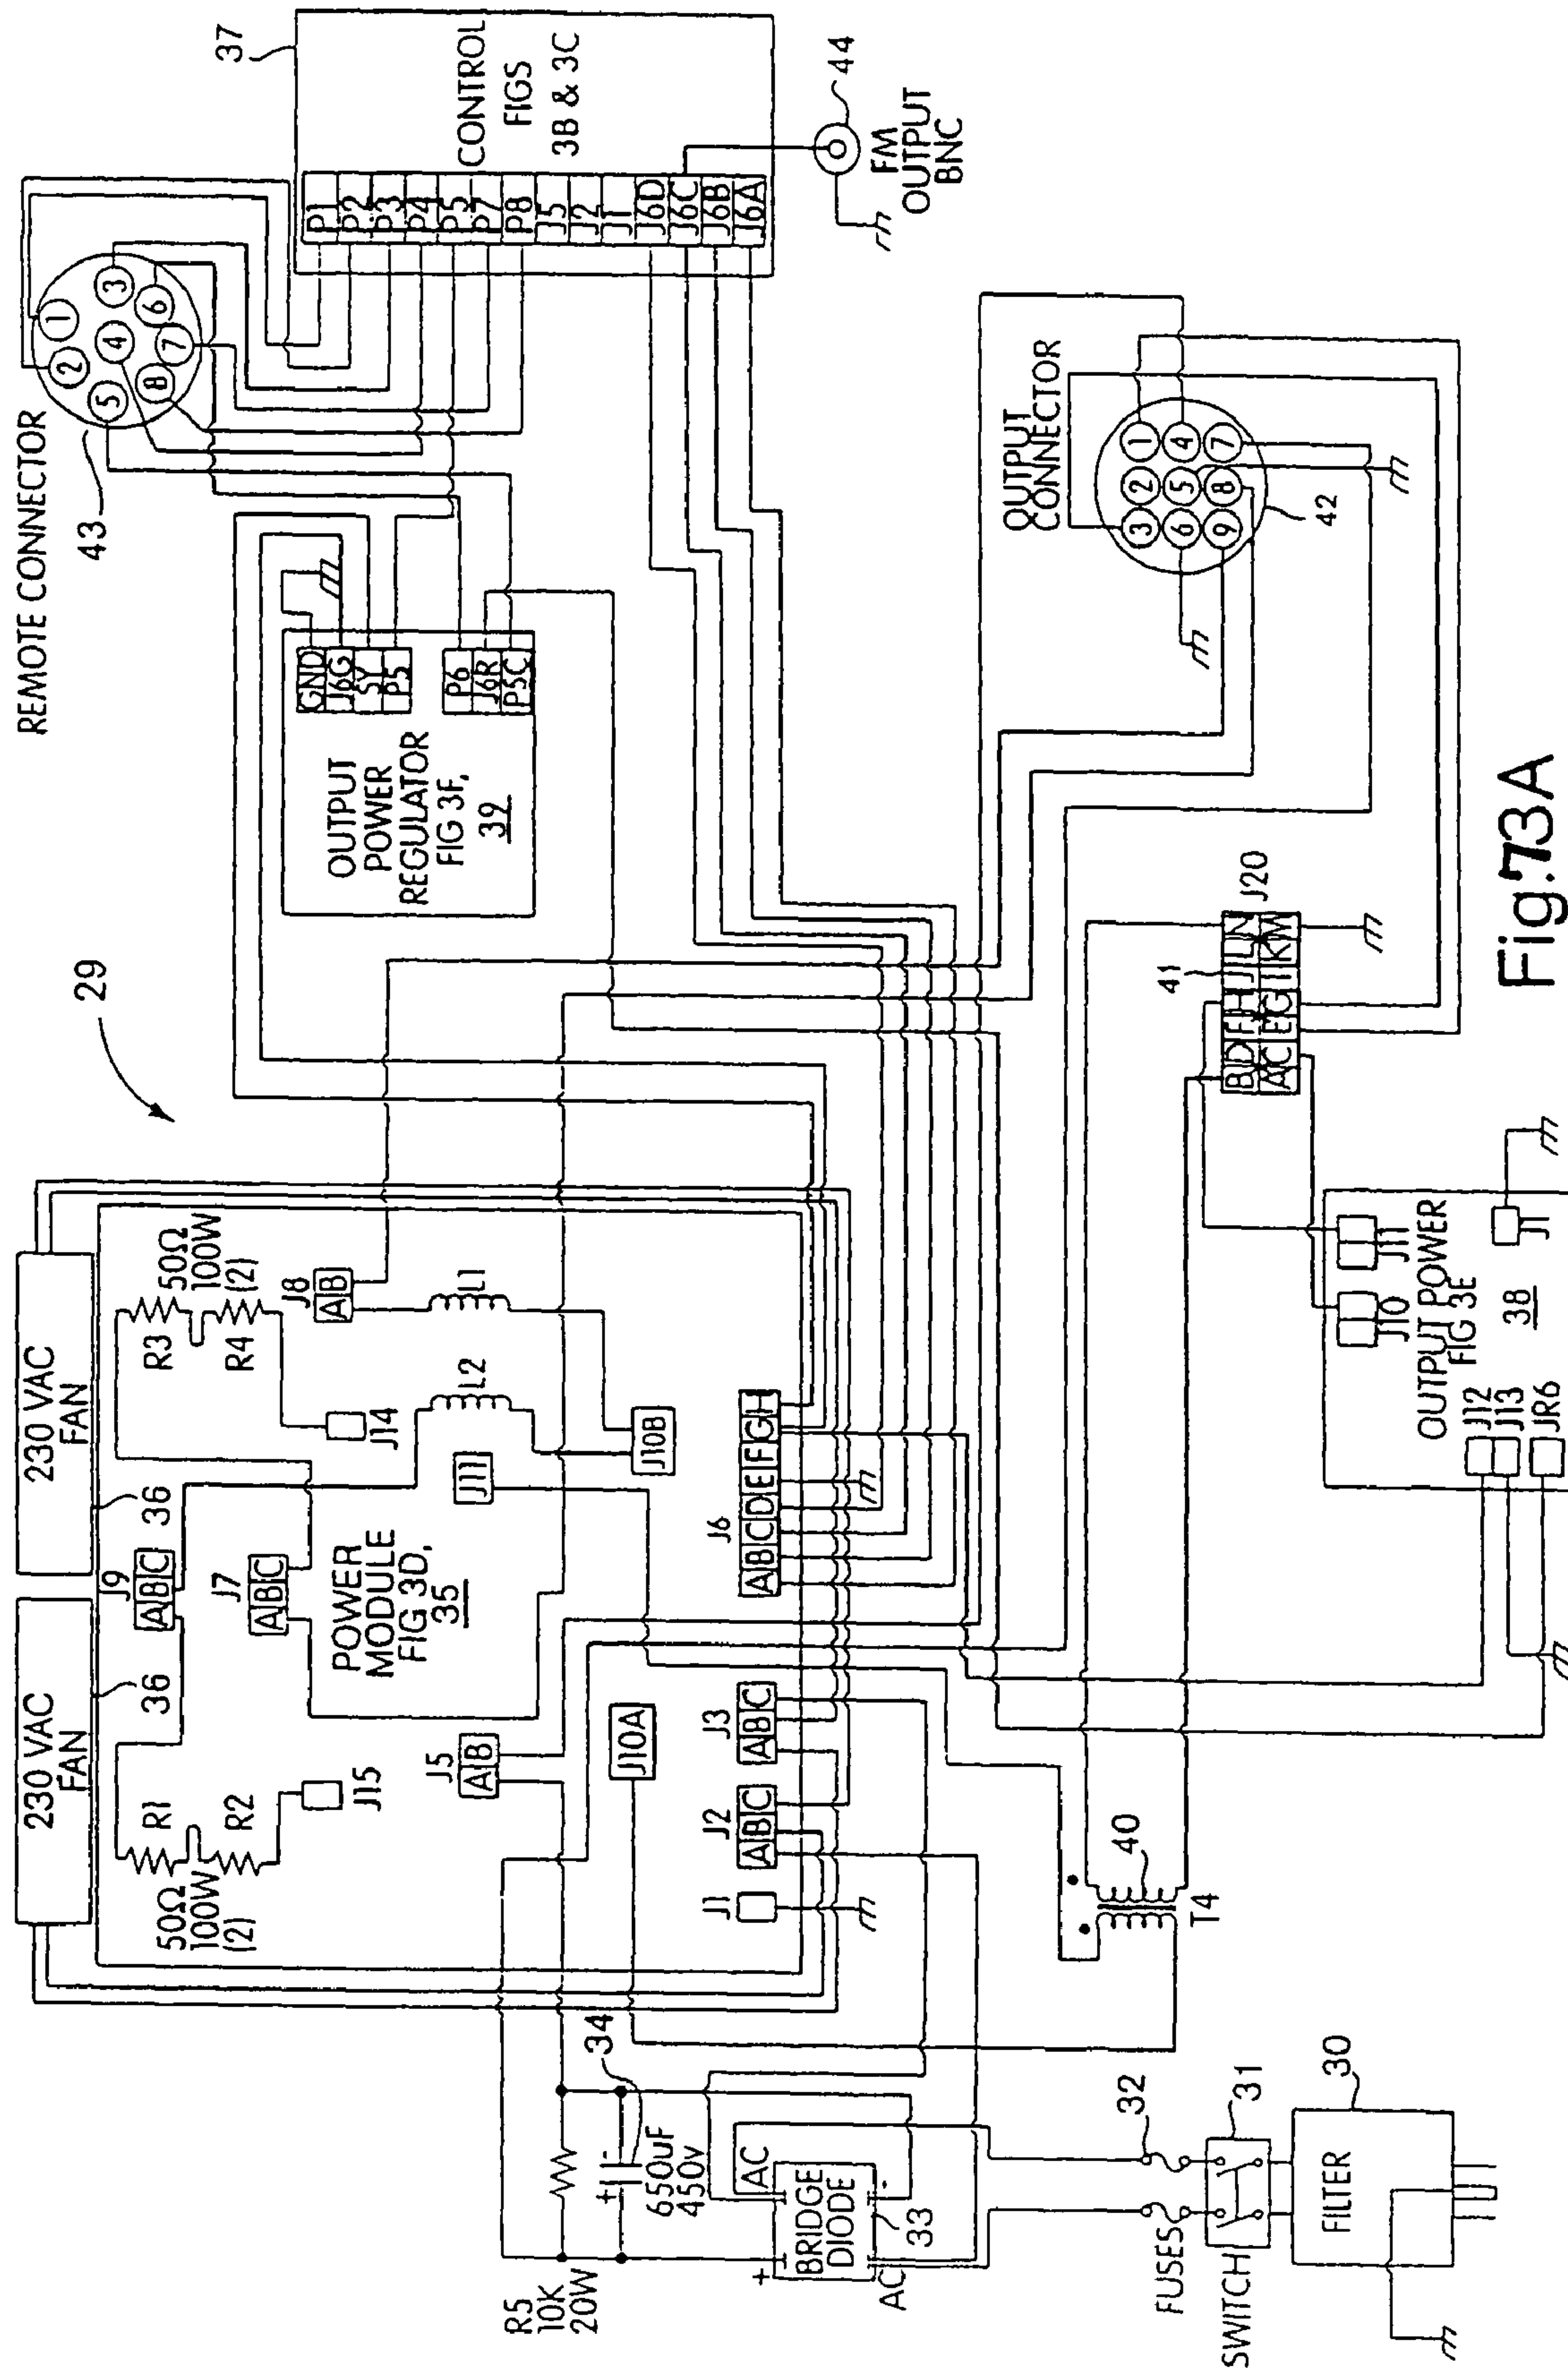 29
230 VAC
FAN
230 VAC
FAN
36
36
50Ω
100W
(2)
R1
R2
J15
J9
A B C
J7
A B C
POWER
MODULE
FIG 3D,
35
R3
R4
50Ω
100W
(2)
J14
J8
A B
L1
L2
J11
J10B
J5
A B
J10A
J1
J2
A B C
J3
A B C
J6
A B C D E F G H
REMOTE CONNECTOR
43
1
2
3
4
5
6
7
8
OUTPUT
POWER
REGULATOR
FIG 3F,
39
GND
J6G
5Y
P5
P6
J6R
P5C
37
CONTROL
FIGS
3B & 3C
P1
P2
P3
P4
P5
P7
P8
J5
J2
J1
J6D
J6C
J6B
J6A
44
FM
OUTPUT
BNC
R5
10K
20W
34
+
-
650uF
450v
BRIDGE
DIODE
33
+
-
AC
AC
FUSES
32
SWITCH
31
FILTER
30
40
T4
OUTPUT
CONNECTOR
42
1
2
3
4
5
6
7
8
9
41
J20
B D F H J L N
A C E G I K M
OUTPUT POWER
FIG 3E
38
J10
J11
J1
J12
J13
JR6
Fig.73A